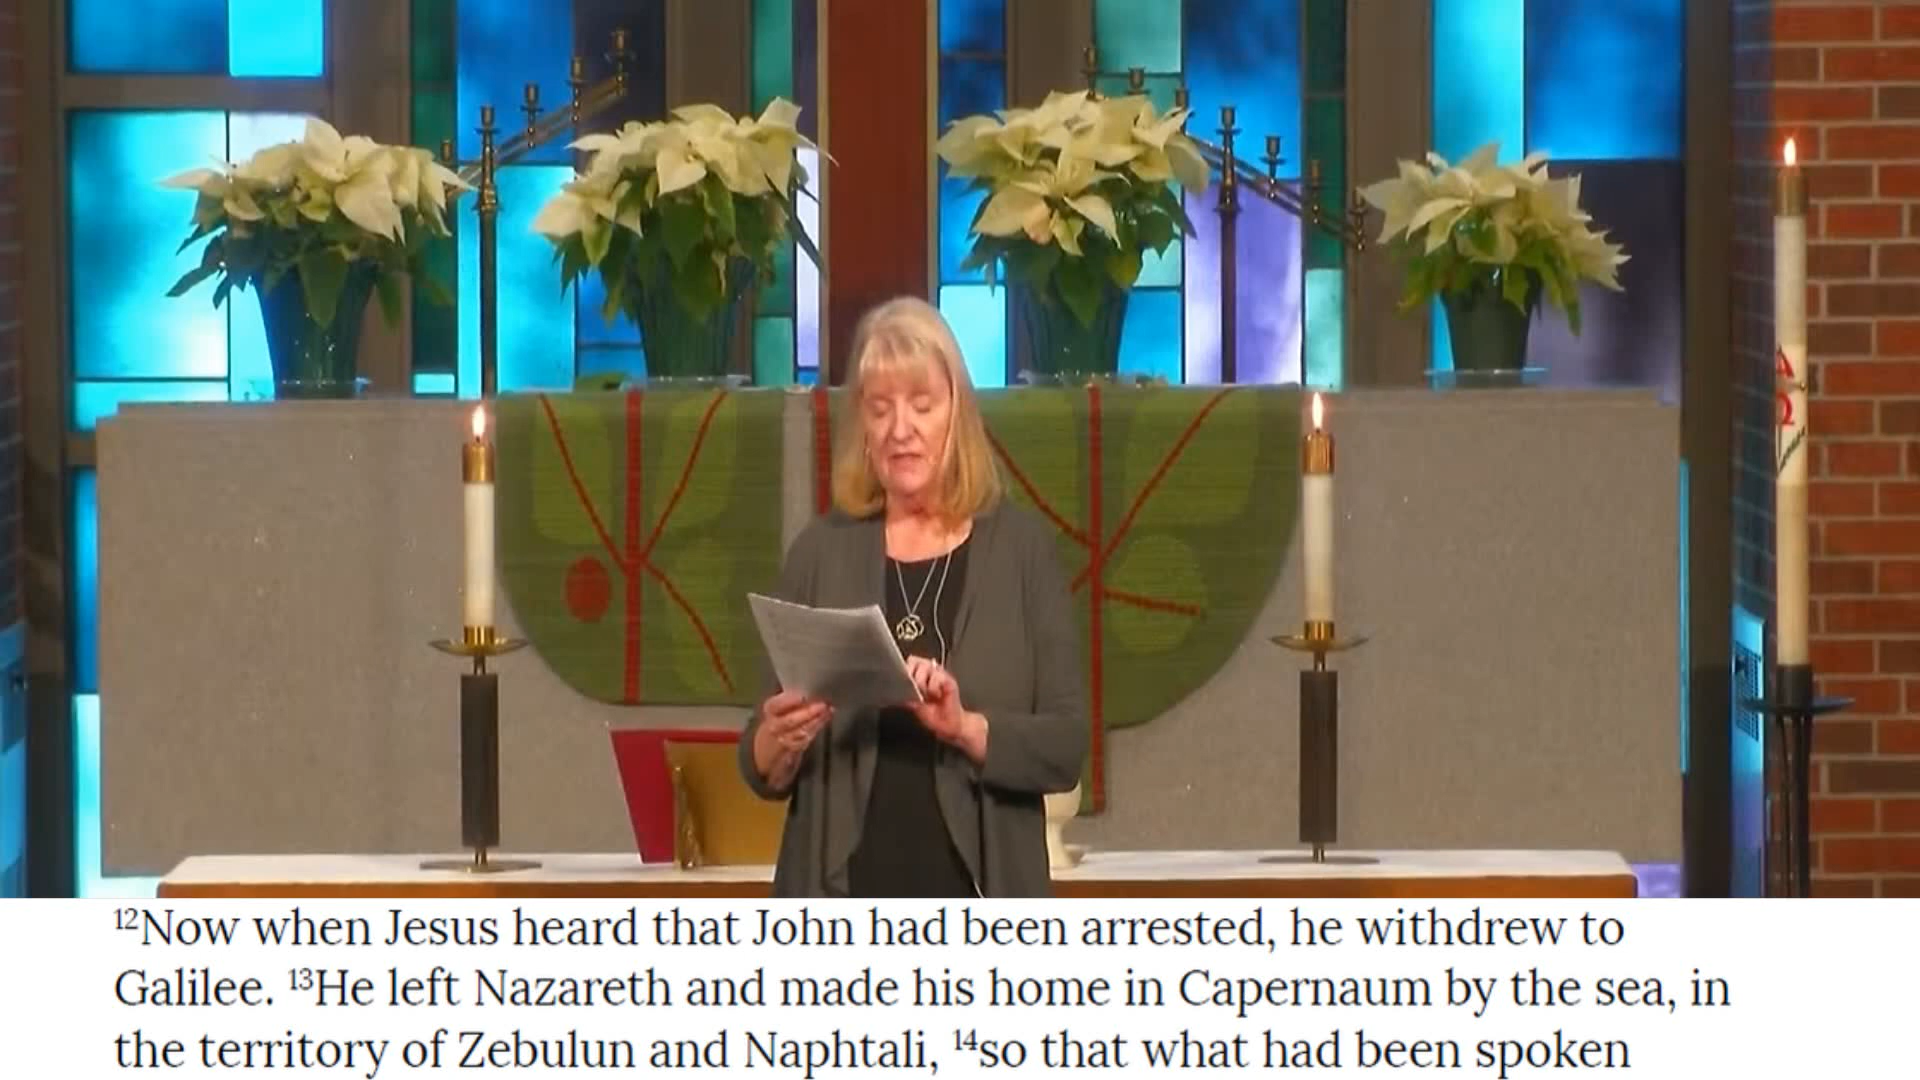 Α
Ω
¹²Now when Jesus heard that John had been arrested, he withdrew to
Galilee. ¹³He left Nazareth and made his home in Capernaum by the sea, in
the territory of Zebulun and Naphtali, ¹⁴so that what had been spoken